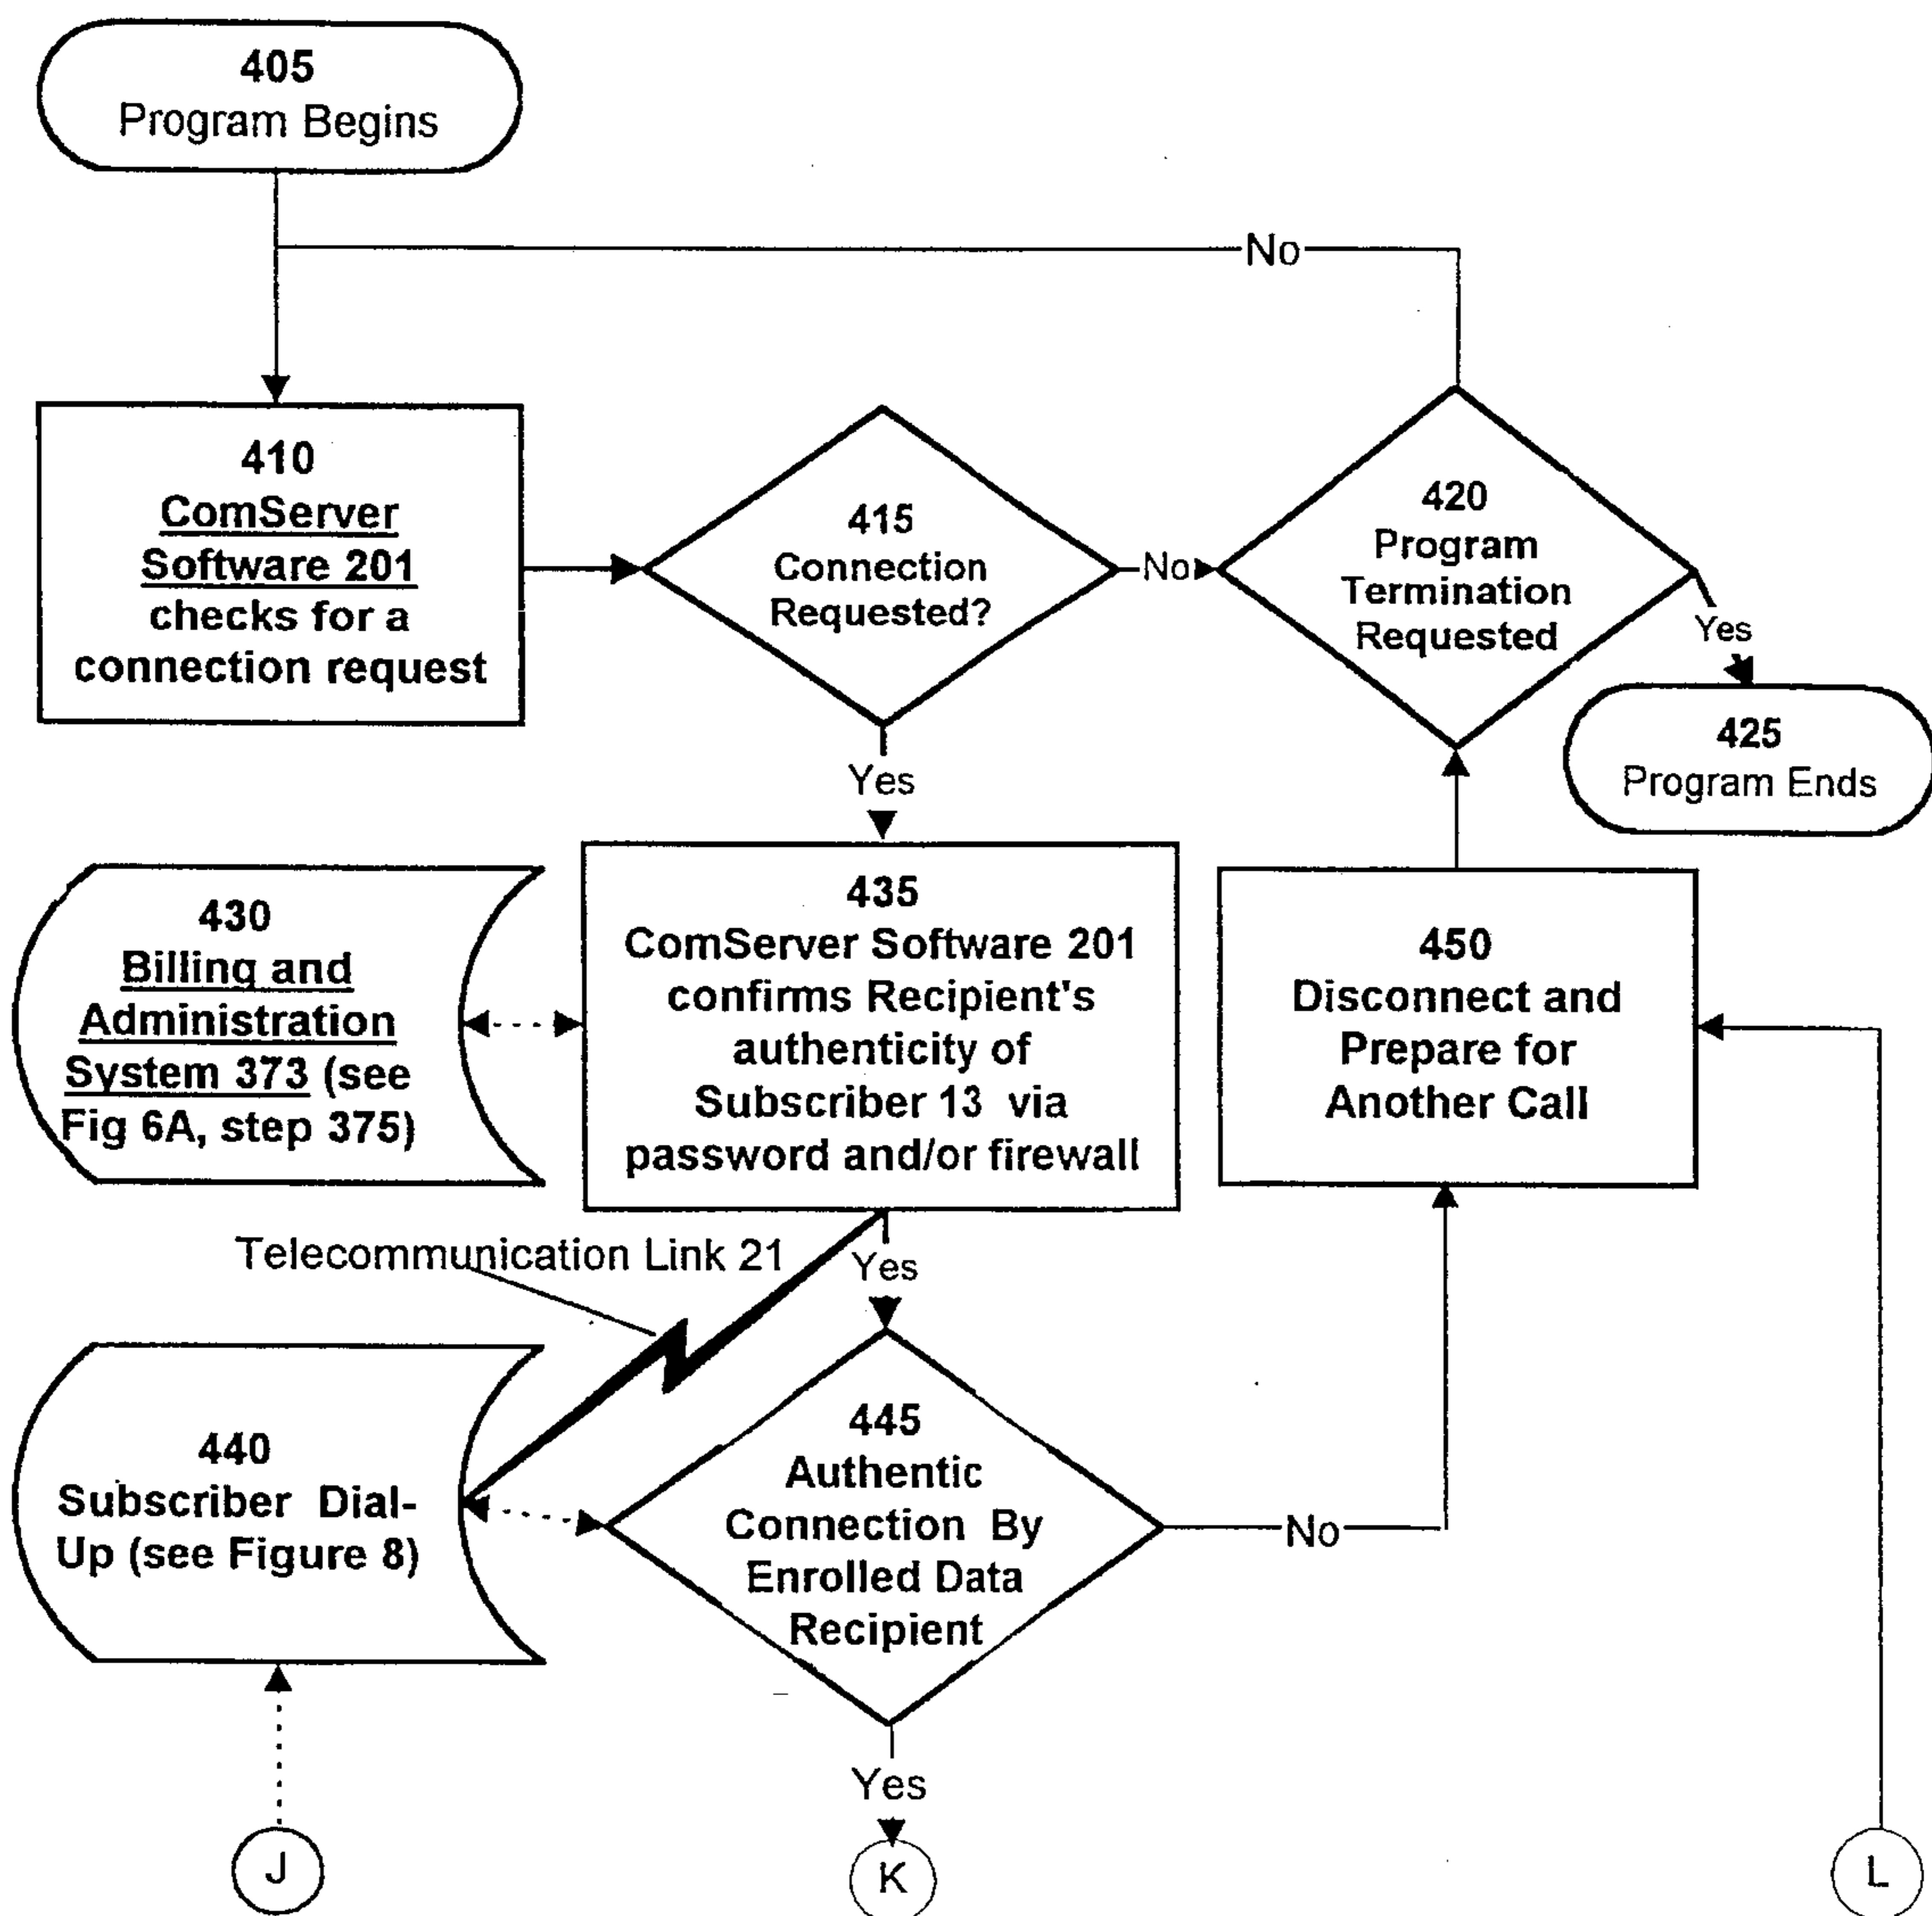 405
Program Begins
No
410
ComServer
Software 201
checks for a
connection request
415
Connection
Requested?
No
420
Program
Termination
Requested
Yes
425
Program Ends
Yes
430
Billing and
Administration
System 373 (see
Fig 6A, step 375)
435
ComServer Software 201
confirms Recipient's
authenticity of
Subscriber 13 via
password and/or firewall
450
Disconnect and
Prepare for
Another Call
Telecommunication Link 21
Yes
440
Subscriber Dial-
Up (see Figure 8)
445
Authentic
Connection By
Enrolled Data
Recipient
No
Yes
J
K
L